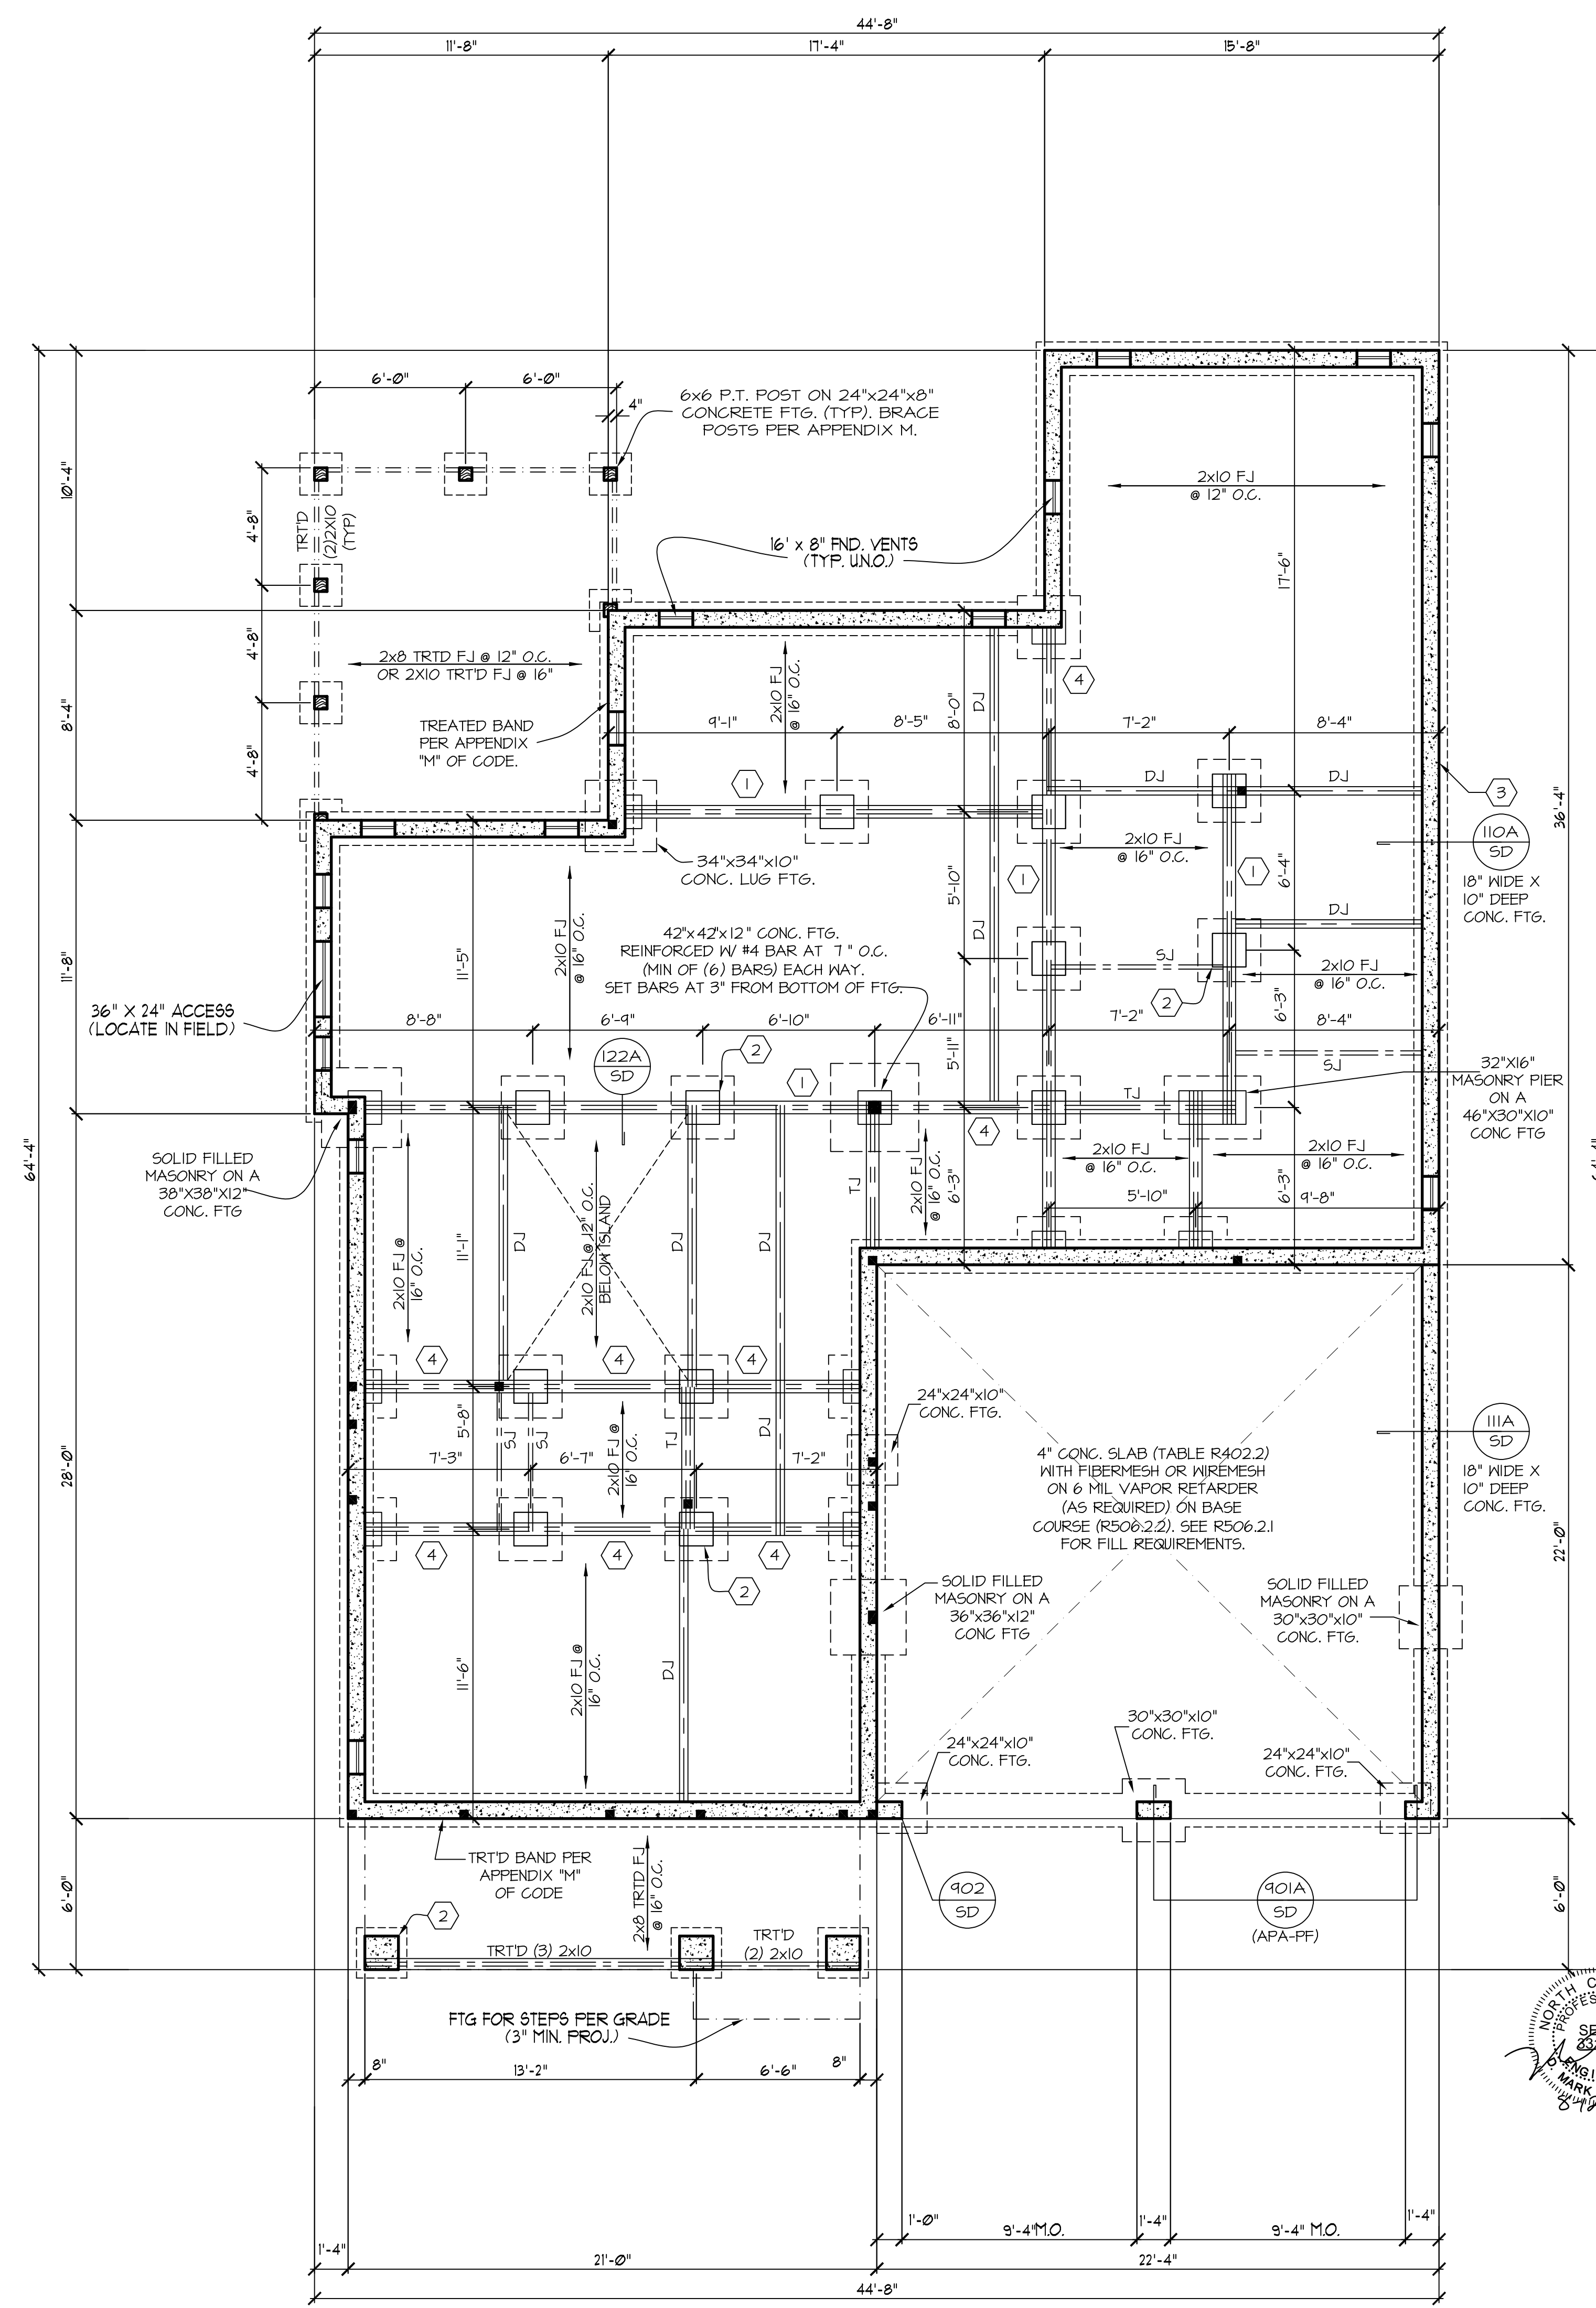 44'-8"
11'-8"
17'-4"
15'-8"
6'-0"
6'-0"
4"
6x6 P.T. POST ON 24"x24"x8"
CONCRETE FTG. (TYP). BRACE
POSTS PER APPENDIX M.
10'-4"
4'-8"
TRT'D
(2)2X10
(TYP)
2x10 FJ
@ 12" O.C.
16' x 8" FND. VENTS
(TYP. U.N.O.)
17'-6"
4'-8"
8'-4"
2x8 TRTD FJ @ 12" O.C.
OR 2X10 TRT'D FJ @ 16"
TREATED BAND
PER APPENDIX
"M" OF CODE.
4'-8"
2x10 FJ
@ 16" O.C.
8'-0"
DJ
4
9'-1"
8'-5"
7'-2"
8'-4"
1
DJ
DJ
3
110A
SD
18" WIDE X
10" DEEP
CONC. FTG.
36'-4"
34"x34"x10"
CONC. LUG FTG.
2x10 FJ
@ 16" O.C.
1
1
6'-4"
5'-10"
DJ
DJ
11'-8"
11'-5"
2x10 FJ
@ 16" O.C.
42"x42"x12" CONC. FTG.
REINFORCED W/ #4 BAR AT 7 " O.C.
(MIN OF (6) BARS) EACH WAY.
SET BARS AT 3" FROM BOTTOM OF FTG.
SJ
2
2x10 FJ
@ 16" O.C.
6'-3"
36" X 24" ACCESS
(LOCATE IN FIELD)
8'-8"
6'-9"
6'-10"
6'-11"
7'-2"
8'-4"
122A
SD
2
1
5'-11"
SJ
TJ
4
32"X16"
MASONRY PIER
ON A
46"X30"X10"
CONC FTG
64'-4"
SOLID FILLED
MASONRY ON A
38"X38"X12"
CONC. FTG
2x10 FJ
@ 16" O.C.
2x10 FJ
@ 16" O.C.
TJ
2x10 FJ
@ 16" O.C.
6'-3"
6'-3"
5'-10"
9'-8"
2x10 FJ @
16" O.C.
11'-1"
DJ
2x10 FJ @ 12" O.C.
BELOW ISLAND
DJ
DJ
4
4
4
24"x24"x10"
CONC. FTG.
5'-8"
SJ
SJ
2x10 FJ @
16" O.C.
TJ
DJ
7'-3"
6'-7"
7'-2"
28'-0"
4" CONC. SLAB (TABLE R402.2)
WITH FIBERMESH OR WIREMESH
ON 6 MIL VAPOR RETARDER
(AS REQUIRED) ON BASE
COURSE (R506.2.2). SEE R506.2.1
FOR FILL REQUIREMENTS.
111A
SD
18" WIDE X
10" DEEP
CONC. FTG.
22'-0"
4
4
4
2
SOLID FILLED
MASONRY ON A
36"x36"x12"
CONC FTG
SOLID FILLED
MASONRY ON A
30"x30"x10"
CONC. FTG.
11'-6"
2x10 FJ @
16" O.C.
DJ
30"x30"x10"
CONC. FTG.
24"x24"x10"
CONC. FTG.
24"x24"x10"
CONC. FTG.
TRT'D BAND PER
APPENDIX "M"
OF CODE
2x8 TRTD FJ
@ 16" O.C.
902
SD
901A
SD
(APA-PF)
6'-0"
6'-0"
2
TRT'D (3) 2x10
TRT'D
(2) 2x10
FTG FOR STEPS PER GRADE
(3" MIN. PROJ.)
8"
13'-2"
6'-6"
8"
NORTH C
PROFES
SE
ENGI
MARK
1'-0"
9'-4"M.O.
1'-4"
9'-4" M.O.
1'-4"
1'-4"
21'-0"
22'-4"
44'-8"